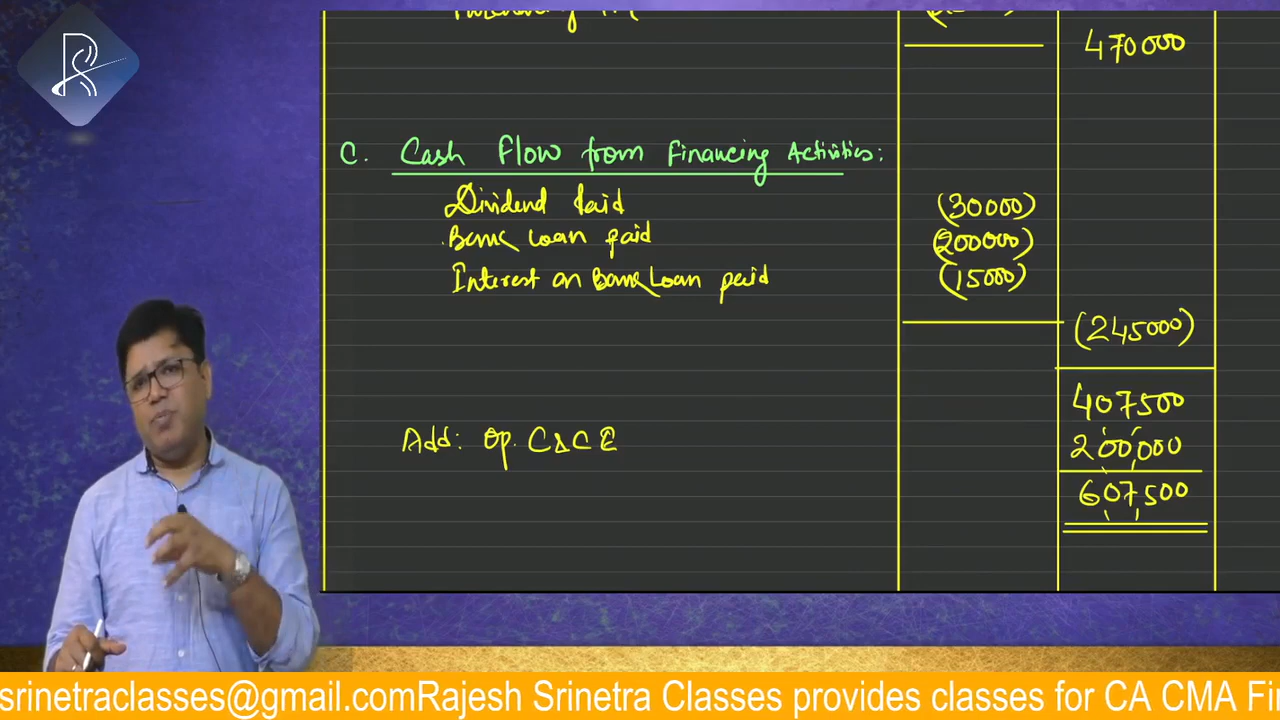 470000
C. Cash Flow from Financing Activities:
Dividend paid (30000)
Bank Loan paid (200000)
Interest on Bank Loan paid (15000)
(245000)
407500
Add: Op. C & C E 200,000
607,500
srinetraclasses@gmail.comRajesh Srinetra Classes provides classes for CA CMA Fi